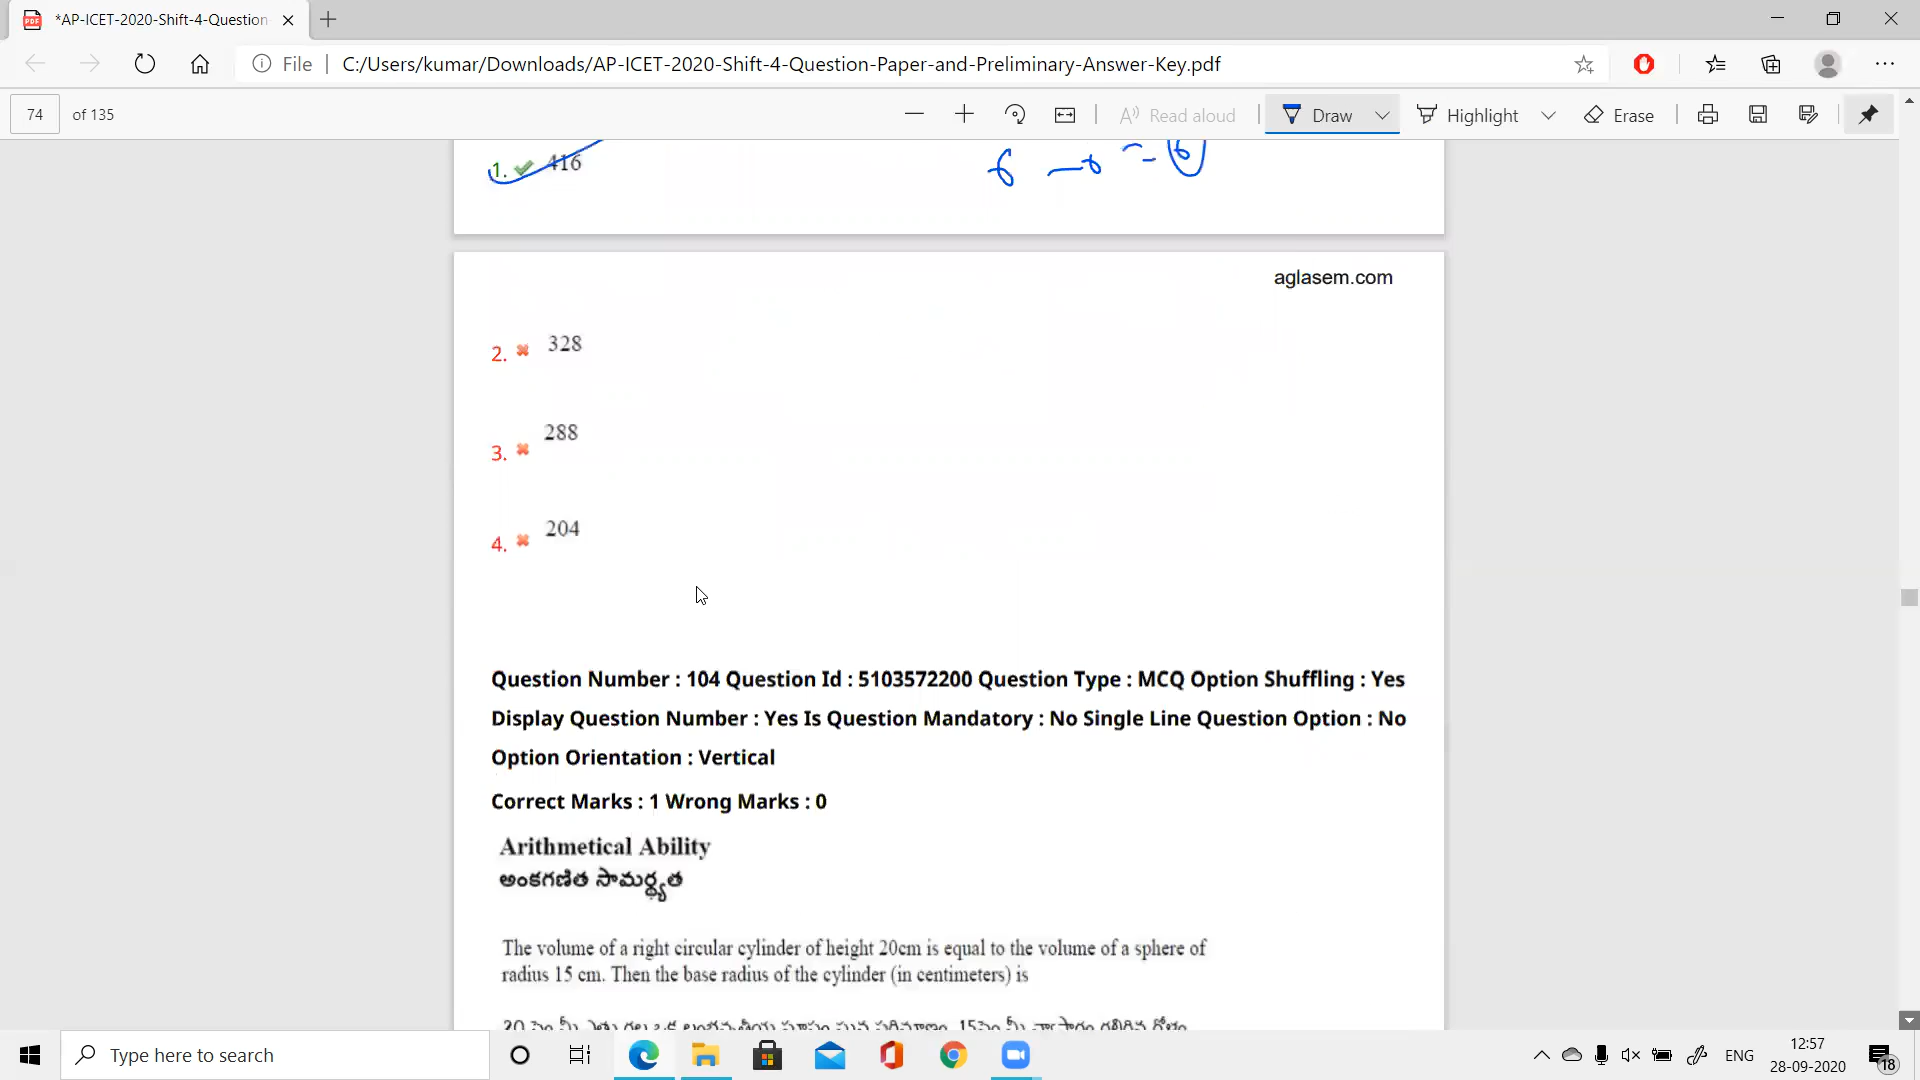 *AP-ICET-2020-Shift-4-Question
File
C:/Users/kumar/Downloads/AP-ICET-2020-Shift-4-Question-Paper-and-Preliminary-Answer-Key.pdf
74 of 135
Read aloud
Draw
Highlight
Erase
1. 416
6
6
aglasem.com
2. 328
3. 288
4. 204
Question Number : 104 Question Id : 5103572200 Question Type : MCQ Option Shuffling : Yes
Display Question Number : Yes Is Question Mandatory : No Single Line Question Option : No
Option Orientation : Vertical
Correct Marks : 1 Wrong Marks : 0
Arithmetical Ability
అంకగణిత సామర్థ్యత
The volume of a right circular cylinder of height 20cm is equal to the volume of a sphere of
radius 15 cm. Then the base radius of the cylinder (in centimeters) is
Type here to search
ENG
12:57
28-09-2020
18